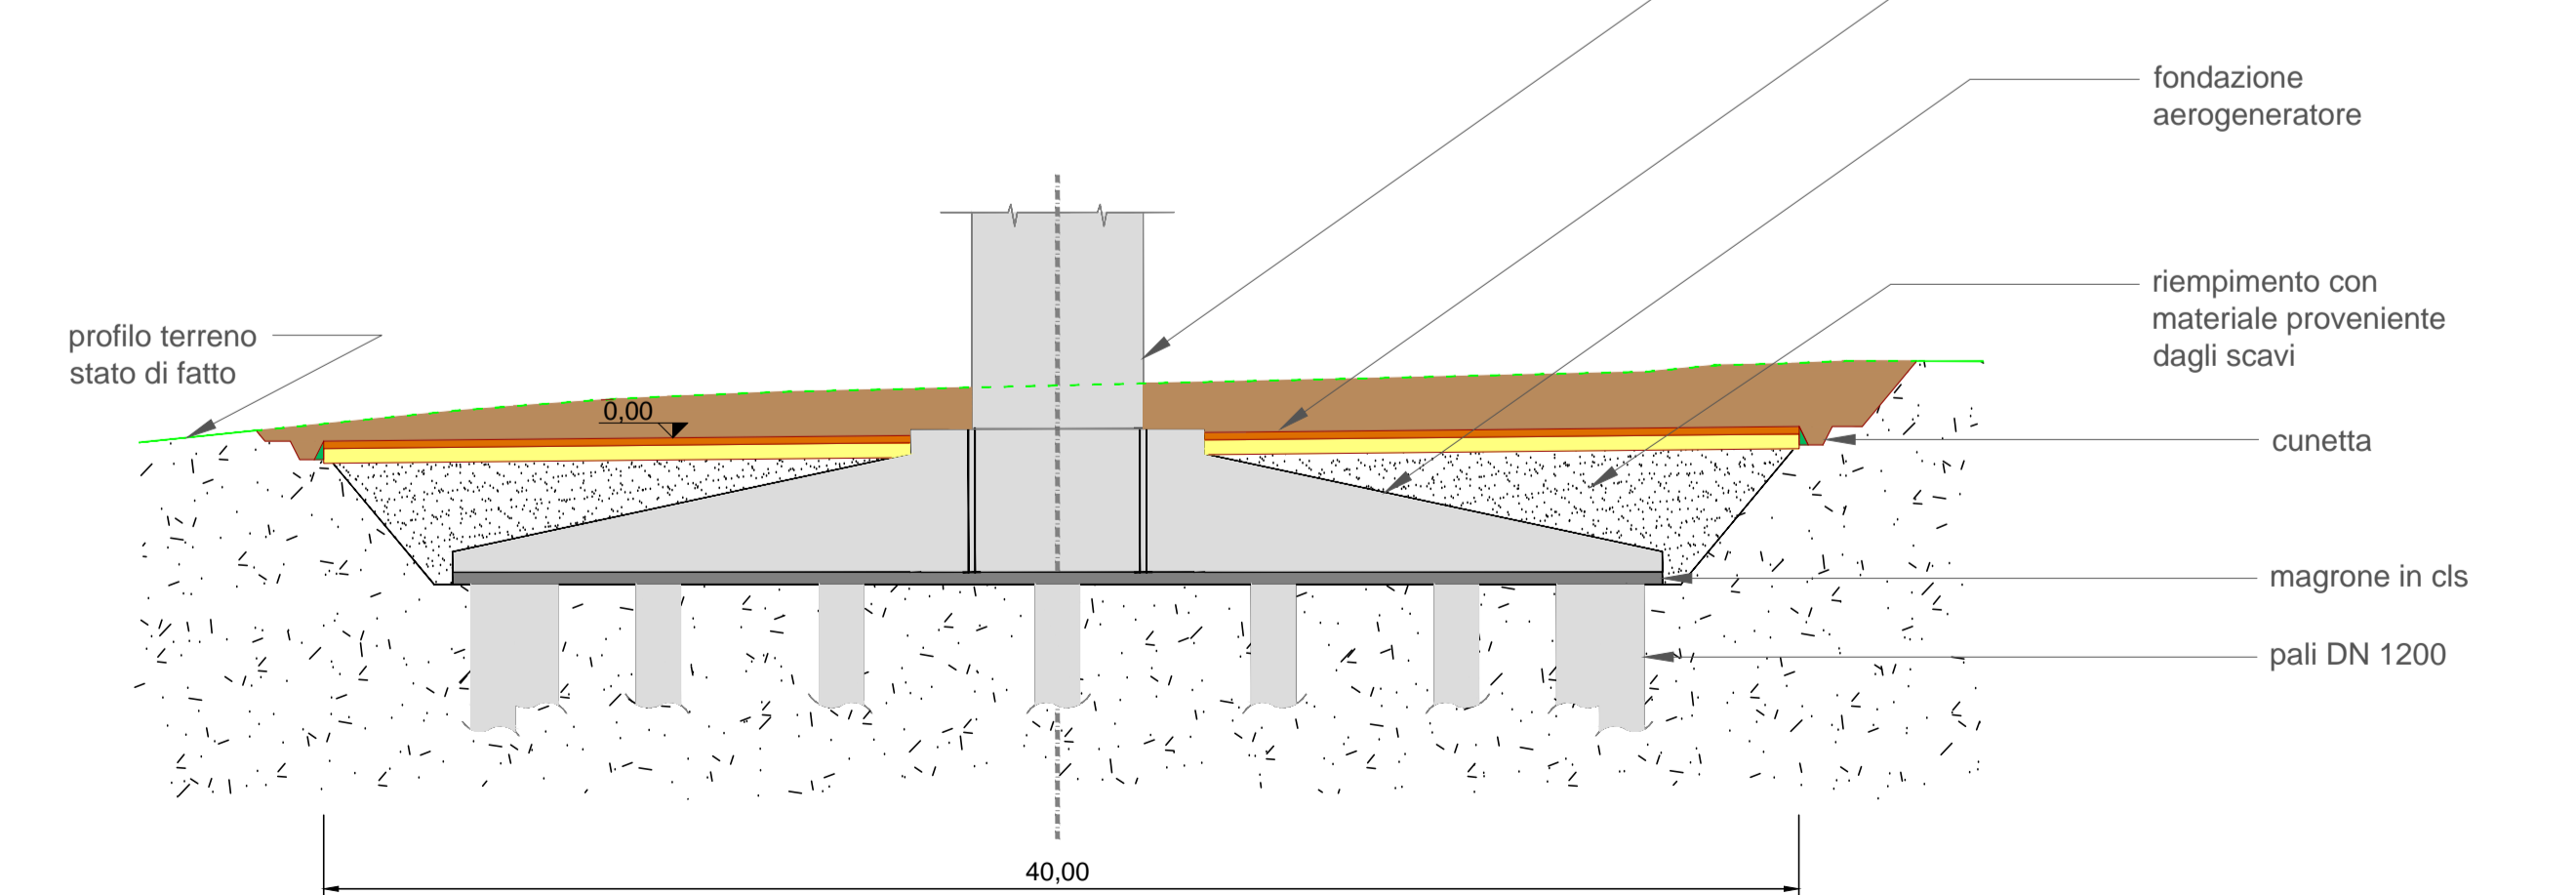 fondazione
aerogeneratore
riempimento con
materiale proveniente
dagli scavi
profilo terreno
stato di fatto
0,00
cunetta
magrone in cls
pali DN 1200
40,00